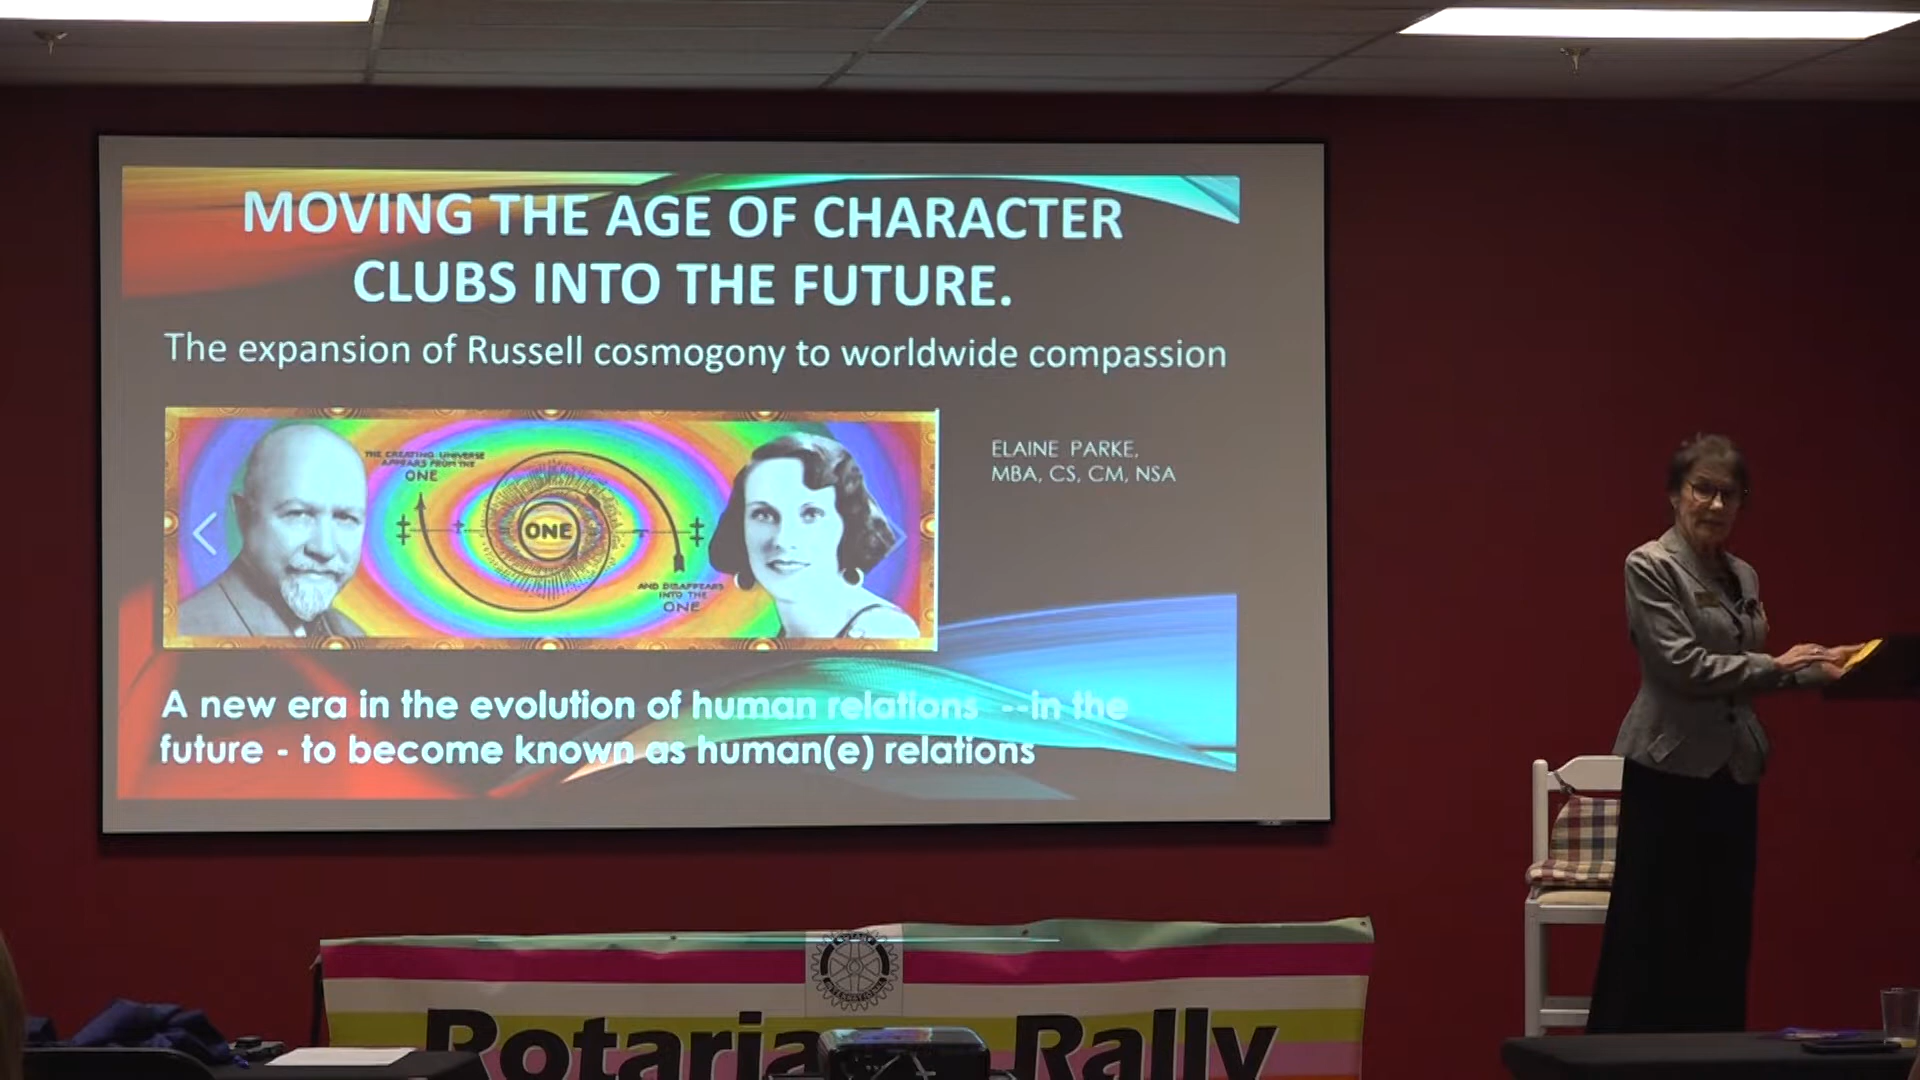 MOVING THE AGE OF CHARACTER
CLUBS INTO THE FUTURE.
The expansion of Russell cosmogony to worldwide compassion
THE CREATING UNIVERSE
APPEARS FROM THE
ONE
ONE
AND DISAPPEARS
INTO THE
ONE
ELAINE PARKE,
MBA, CS, CM, NSA
A new era in the evolution of human relations --in the
future - to become known as human(e) relations
ROTARY
INTERNATIONAL
Rally